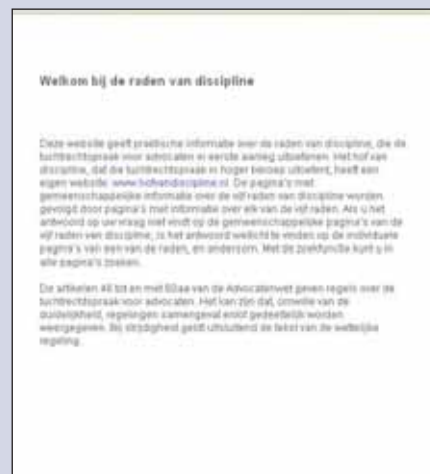 Welkom bij de raden van discipline
Deze website geeft praktische informatie over de raden van discipline, die de
tuchtrechtspraak voor advocaten in eerste aanleg uitoefenen. Het hof van
discipline, dat die tuchtrechtspraak in hoger beroep uitoefent, heeft een
eigen website: www.hofvandiscipline.nl. De pagina's met
gemeenschappelijke informatie over de vijf raden van discipline worden
gevolgd door pagina's met informatie over elk van de vijf raden. Als u het
antwoord op uw vraag niet vindt op de gemeenschappelijke pagina's van de
vijf raden van discipline, is het antwoord wellicht te vinden op de individuele
pagina's van een van de raden, en andersom. Met de zoekfunctie kunt u in
alle pagina's zoeken.
De artikelen 46 tot en met 60aa van de Advocatenwet geven regels over de
tuchtrechtspraak voor advocaten. Het kan zijn dat, omwille van de
duidelijkheid, regelingen samengevat en/of gedeeltelijk worden
weergegeven. Bij strijdigheid geldt uitsluitend de tekst van de wettelijke
regeling.